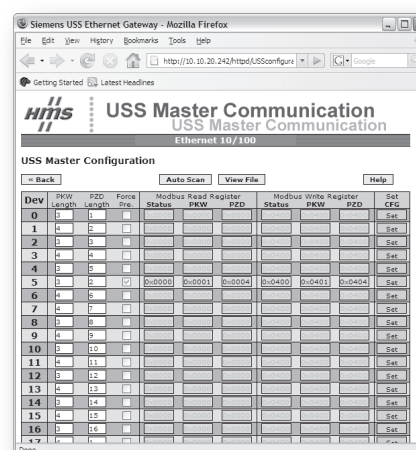 Siemens USS Ethernet Gateway - Mozilla Firefox
File Edit View History Bookmarks Tools Help
http://10.10.20.242/httpd/USSconfigura Google
Getting Started Latest Headlines
HMS USS Master Communication
USS Master Communication
Ethernet 10/100
USS Master Configuration
« Back Auto Scan View File Help
Dev PKW Length PZD Length Force Pre. Modbus Read Register Modbus Write Register Set CFG
Status PKW PZD Status PKW PZD
0 3 1 Set
1 4 2 Set
2 3 3 Set
3 4 4 Set
4 3 5 Set
5 3 2 0x0000 0x0001 0x0004 0x0400 0x0401 0x0404 Set
6 4 6 Set
7 4 7 Set
8 3 8 Set
9 4 9 Set
10 3 10 Set
11 4 11 Set
12 3 12 Set
13 4 13 Set
14 3 14 Set
15 4 15 Set
16 3 16 Set
17 4 1 Set
Done